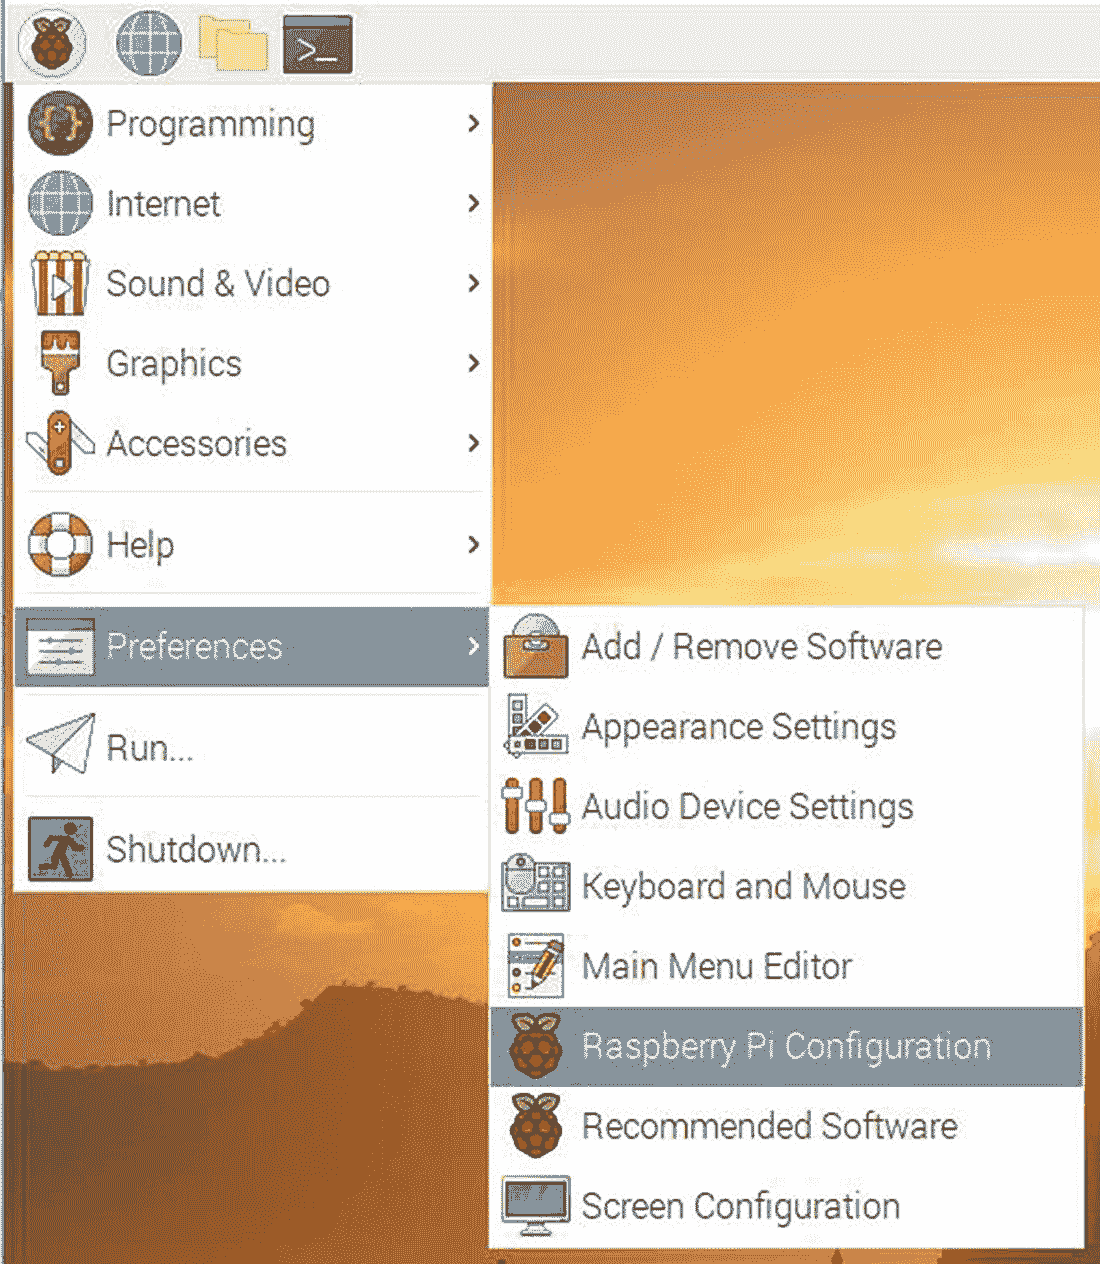 Programming
Internet
Sound & Video
Graphics
Accessories
Help
Preferences
Run...
Shutdown...
Add / Remove Software
Appearance Settings
Audio Device Settings
Keyboard and Mouse
Main Menu Editor
Raspberry Pi Configuration
Recommended Software
Screen Configuration